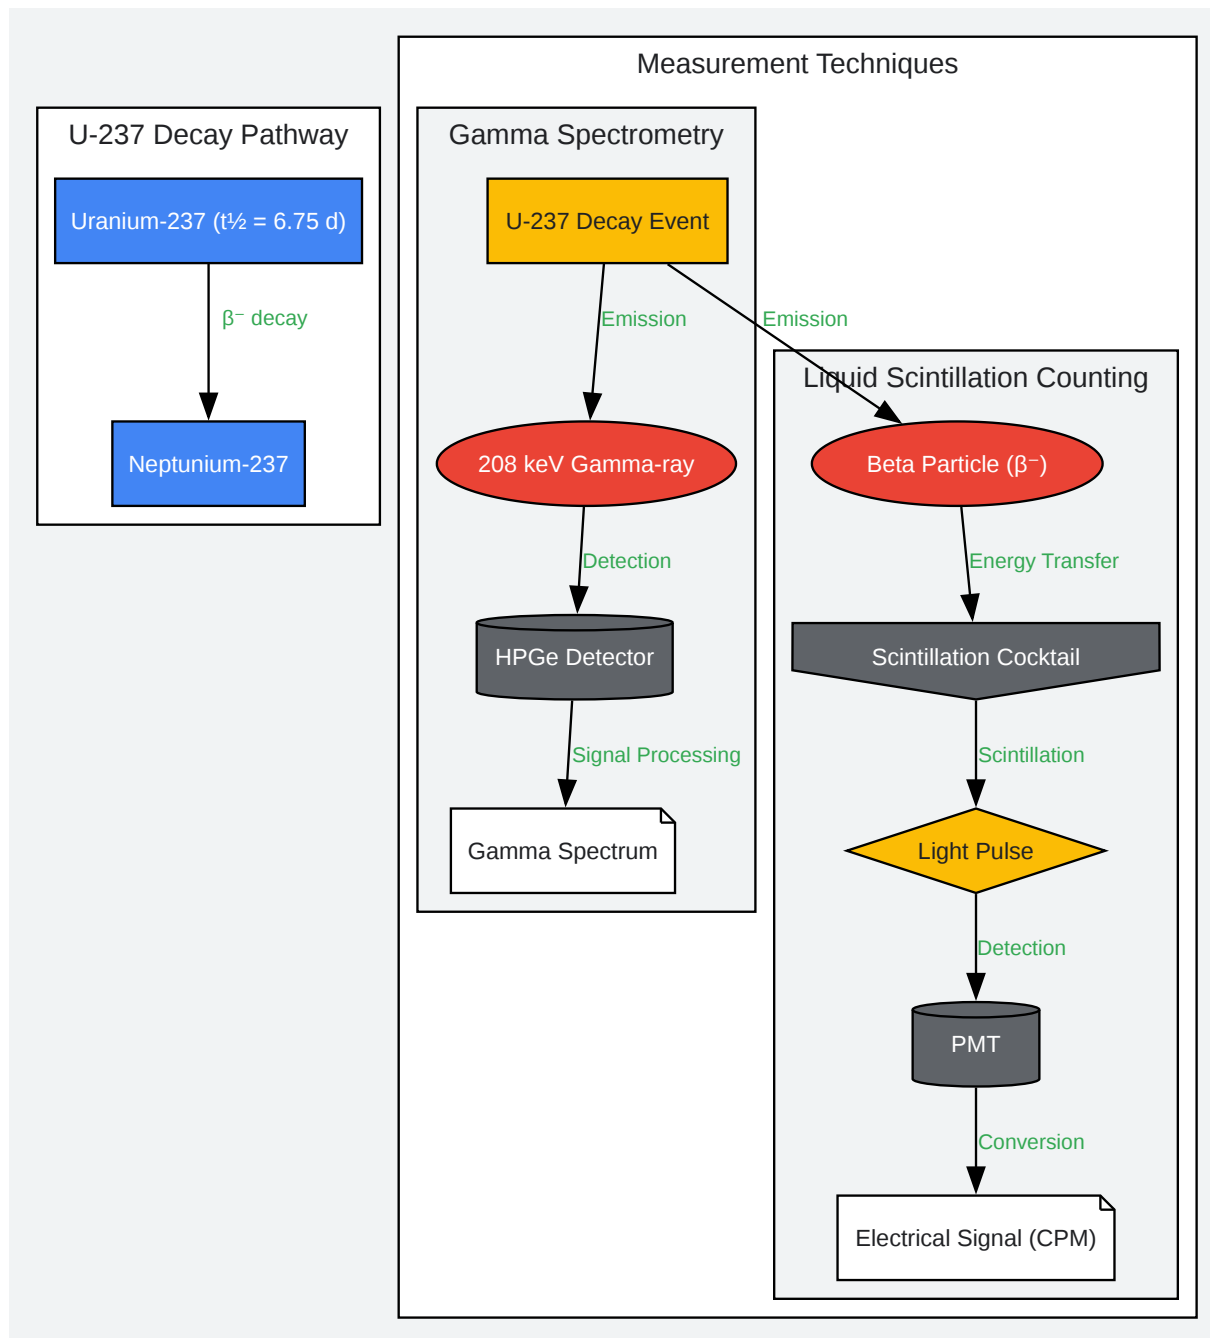 Measurement Techniques
U-237 Decay Pathway
Uranium-237 (t½ = 6.75 d)
β⁻ decay
Neptunium-237
Gamma Spectrometry
U-237 Decay Event
Emission
Emission
208 keV Gamma-ray
Detection
HPGe Detector
Signal Processing
Gamma Spectrum
Liquid Scintillation Counting
Beta Particle (β⁻)
Energy Transfer
Scintillation Cocktail
Scintillation
Light Pulse
Detection
PMT
Conversion
Electrical Signal (CPM)